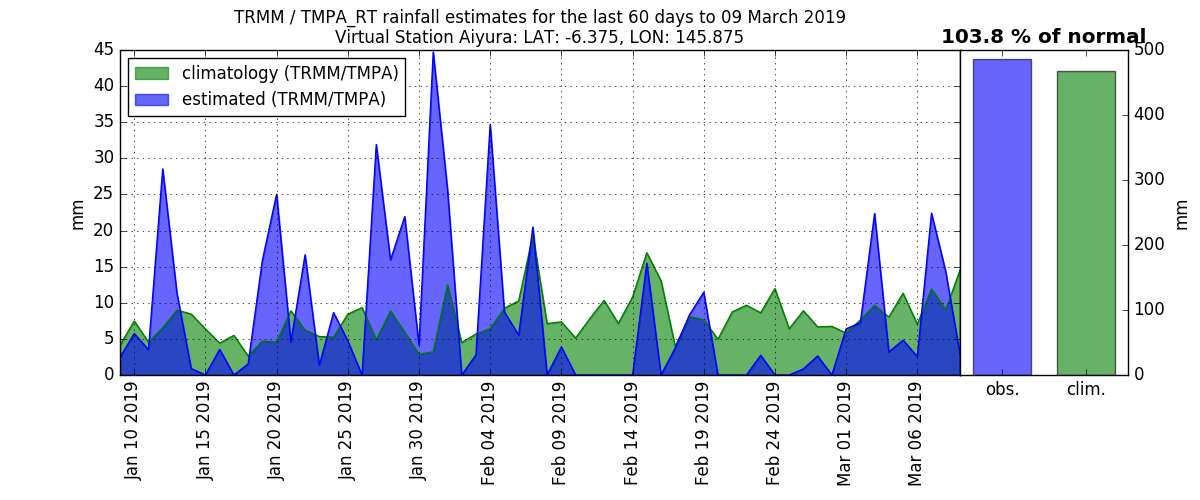 TRMM / TMPA_RT rainfall estimates for the last 60 days to 09 March 2019
Virtual Station Aiyura: LAT: -6.375, LON: 145.875
103.8 % of normal
climatology (TRMM/TMPA)
estimated (TRMM/TMPA)
45
40
35
30
25
20
15
10
5
0
mm
Jan 10 2019
Jan 15 2019
Jan 20 2019
Jan 25 2019
Jan 30 2019
Feb 04 2019
Feb 09 2019
Feb 14 2019
Feb 19 2019
Feb 24 2019
Mar 01 2019
Mar 06 2019
obs.
clim.
500
400
300
200
100
0
mm